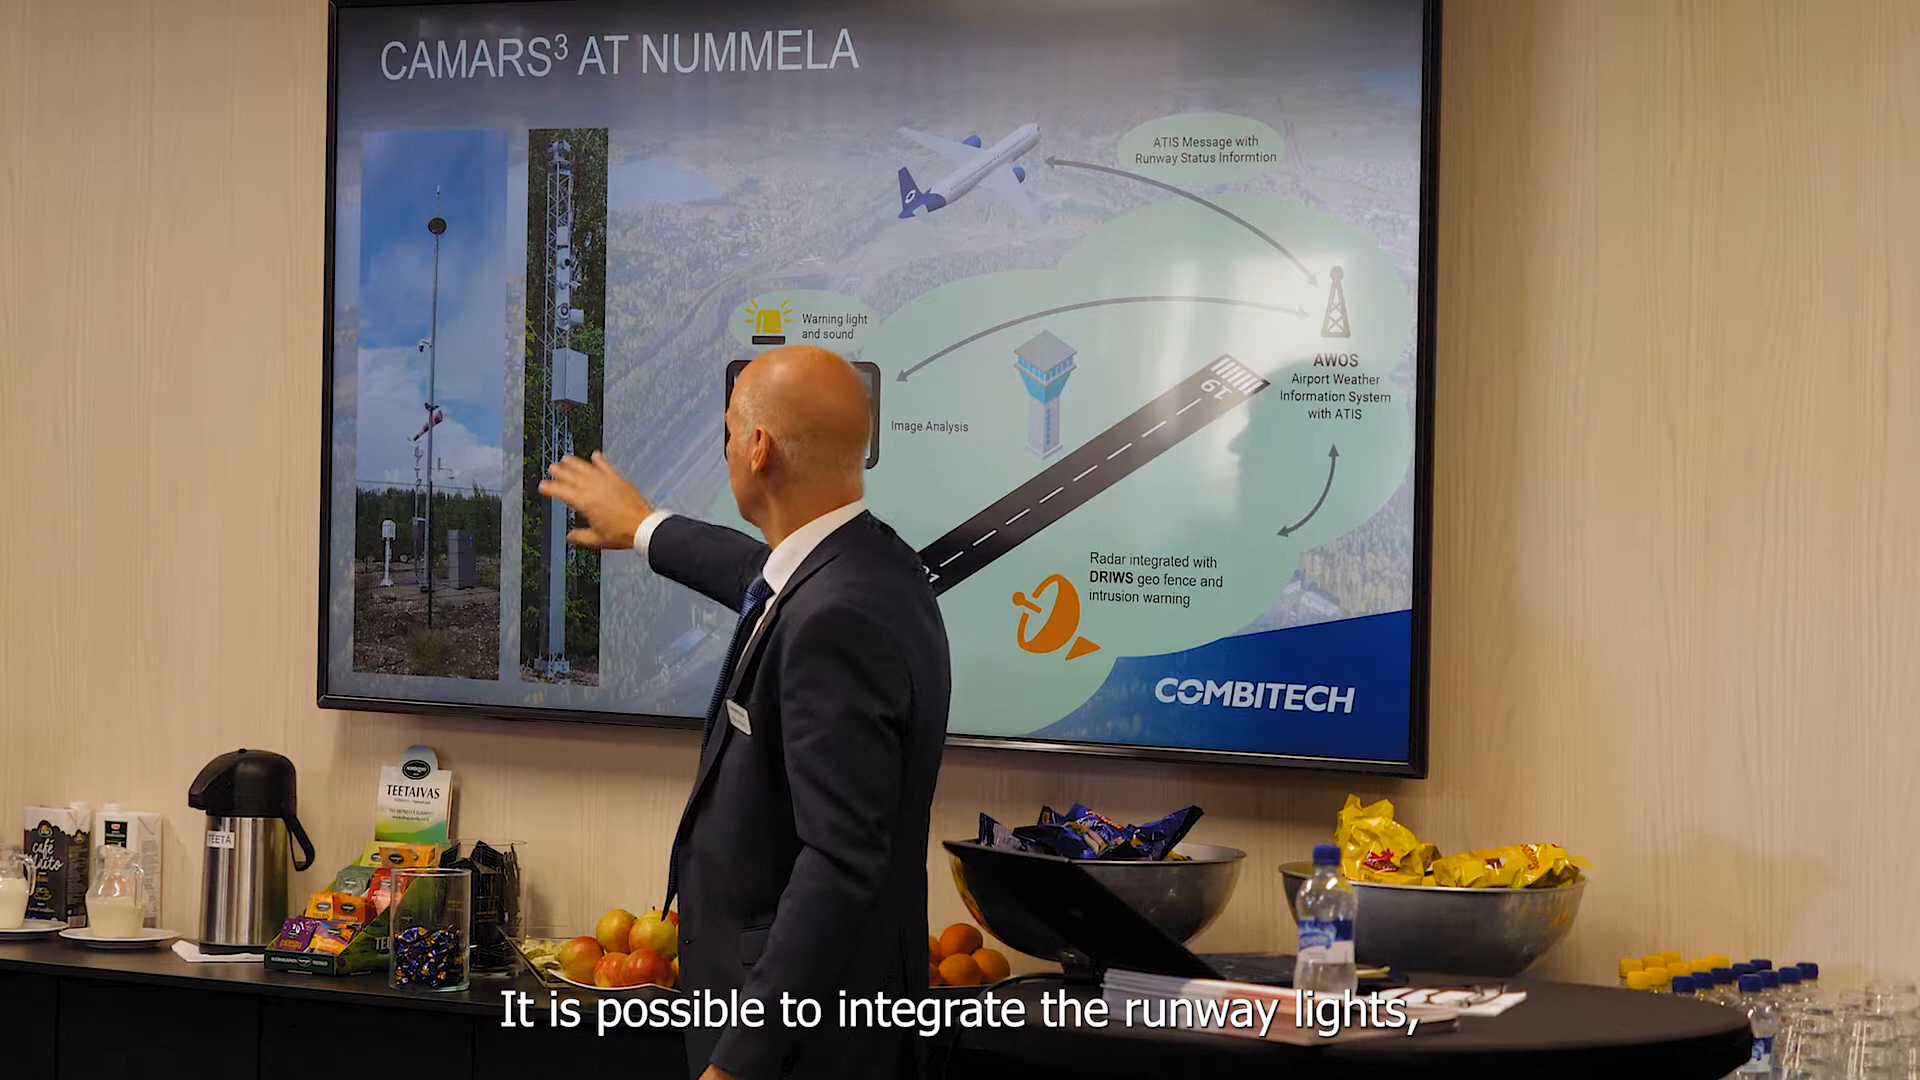 CAMARS³ AT NUMMELA
ATIS Message with
Runway Status Informtion
Warning light
and sound
AWOS
Airport Weather
Information System
with ATIS
Image Analysis
19
Radar integrated with
DRIWS geo fence and
intrusion warning
COMBITECH
TEETAIVAS
TEETÄ
café
It is possible to integrate the runway lights,